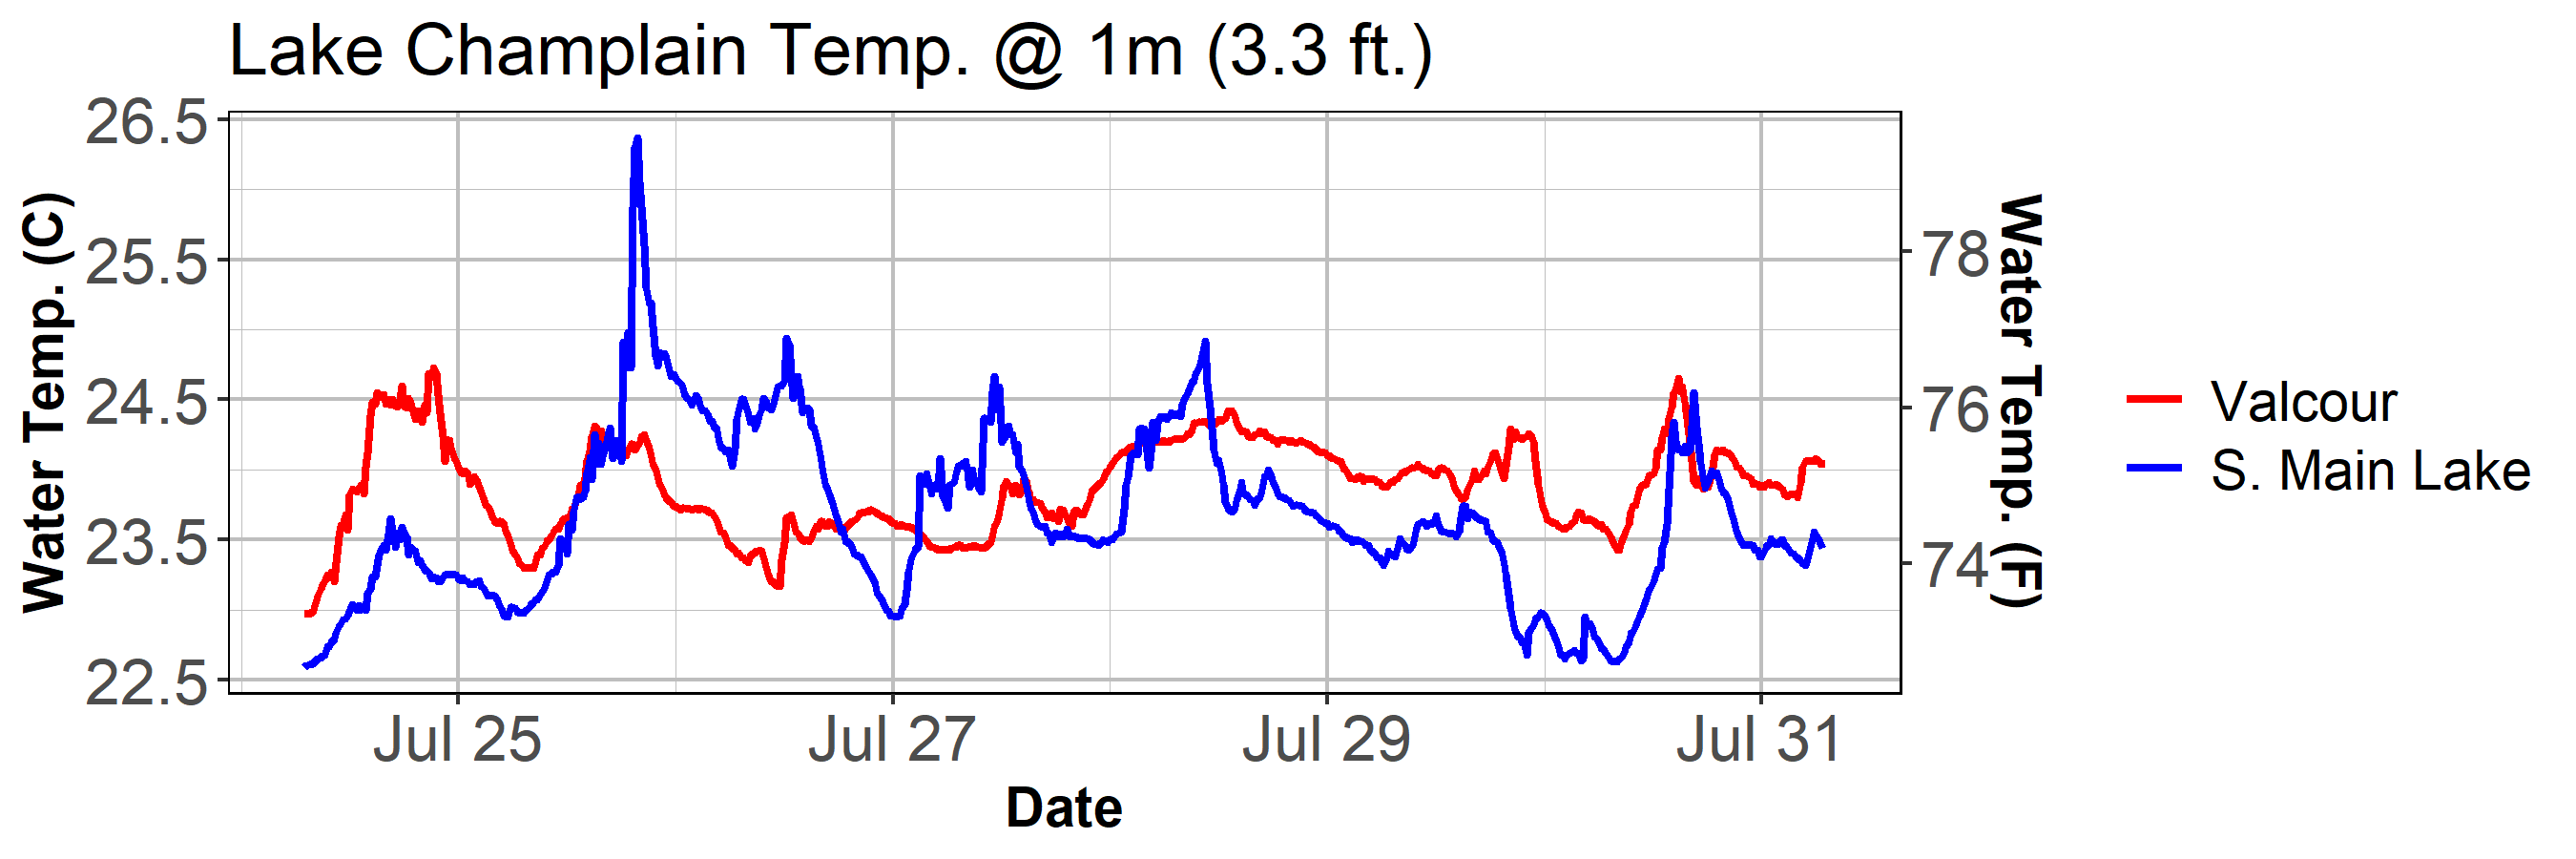 Lake Champlain Temp. @ 1m (3.3 ft.)
Water Temp. (C)
26.5
25.5
24.5
23.5
22.5
Jul 25
Jul 27
Jul 29
Jul 31
Date
78
76
74
Water Temp. (F)
Valcour
S. Main Lake